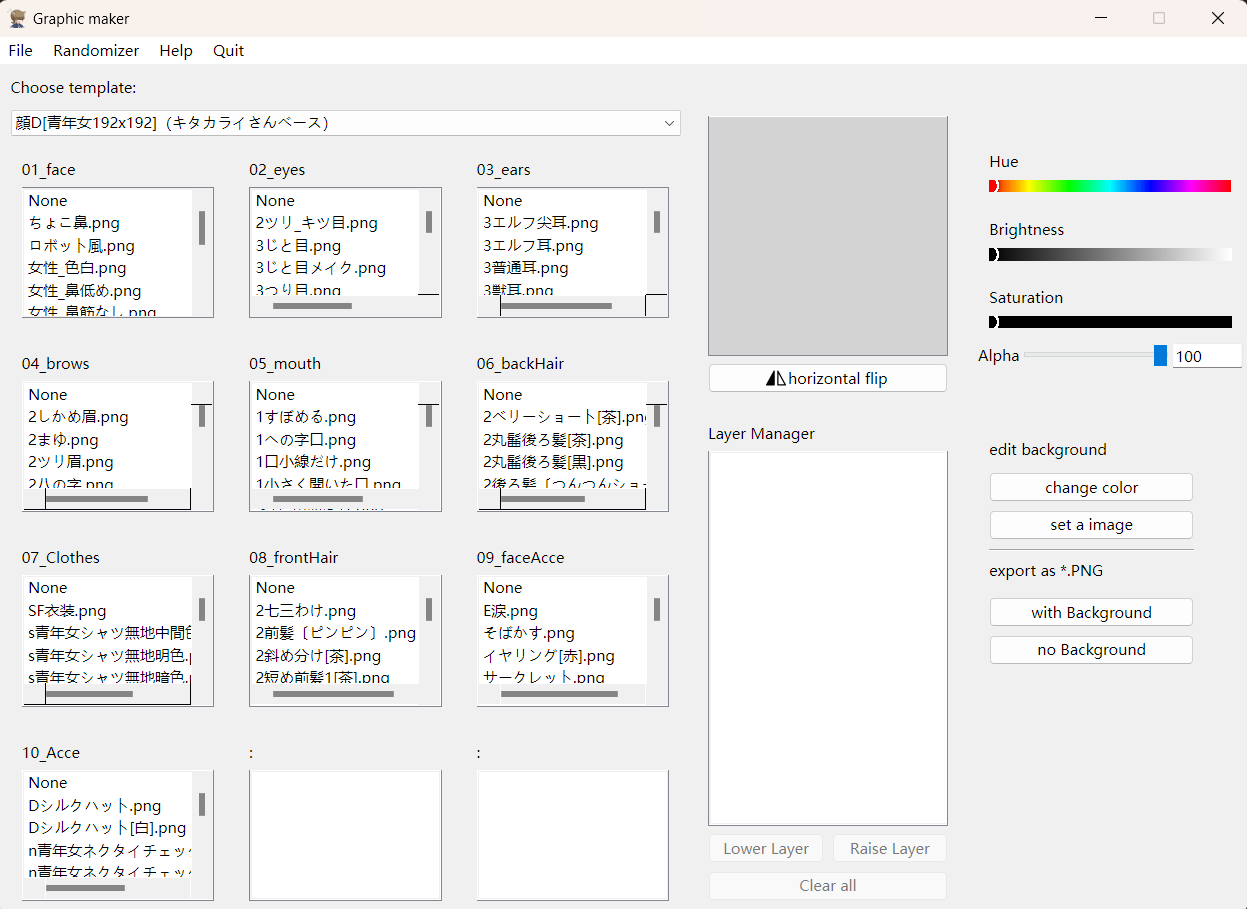 Graphic maker
File Randomizer Help Quit
Choose template:
顔D[青年女192x192]（キタカライさんベース）
01_face
None
ちょこ鼻.png
ロボット風.png
女性_色白.png
女性_鼻低め.png
女性_鼻筋なし.png
02_eyes
None
2ツリ_キツ目.png
3じと目.png
3じと目メイク.png
3つり目.png
03_ears
None
3エルフ尖耳.png
3エルフ耳.png
3普通耳.png
3獣耳.png
04_brows
None
2しかめ眉.png
2まゆ.png
2ツリ眉.png
2八の字.png
05_mouth
None
1すぼめる.png
1への字口.png
1口小線だけ.png
1小さく開いた口.png
06_backHair
None
2ベリーショート[茶].png
2丸髷後ろ髪[茶].png
2丸髷後ろ髪[黒].png
2後ろ髪〔つんつんショー
07_Clothes
None
SF衣装.png
s青年女シャツ無地中間色
s青年女シャツ無地明色.p
s青年女シャツ無地暗色.
08_frontHair
None
2七三わけ.png
2前髪〔ピンピン〕.png
2斜め分け[茶].png
2短め前髪1[茶].png
09_faceAcce
None
E涙.png
そばかす.png
イヤリング[赤].png
サークレット.png
10_Acce
None
Dシルクハット.png
Dシルクハット[白].png
n青年女ネクタイチェック
n青年女ネクタイチェック
:
:
horizontal flip
Layer Manager
Lower Layer
Raise Layer
Clear all
Hue
Brightness
Saturation
Alpha 100
edit background
change color
set a image
export as *.PNG
with Background
no Background